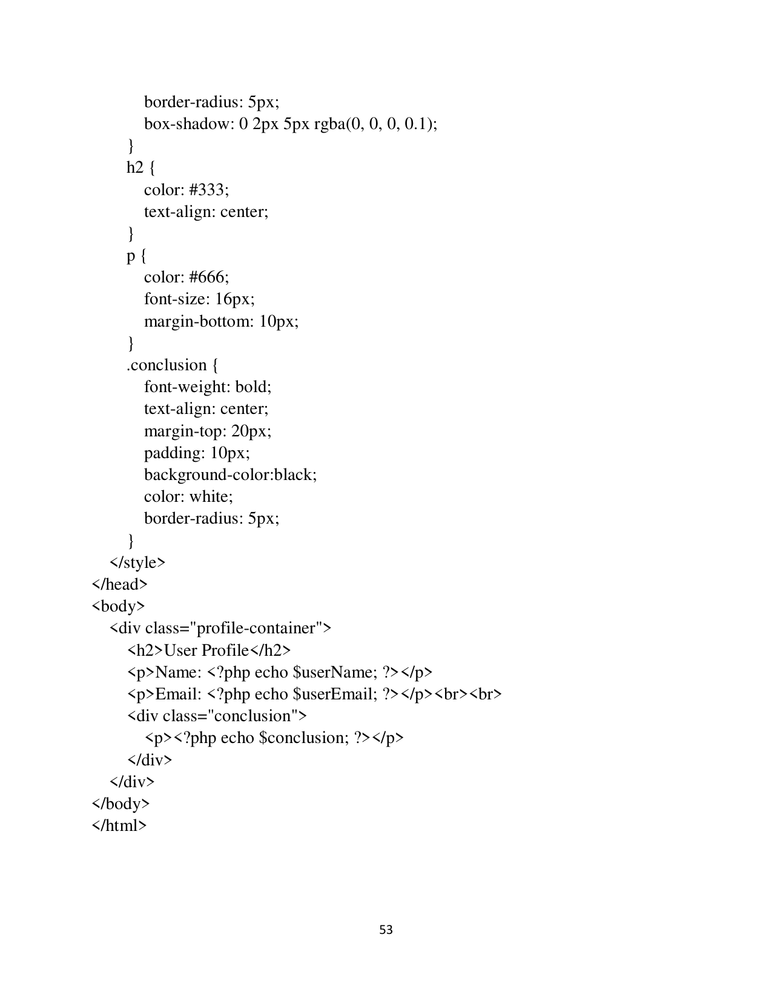 border-radius: 5px;
box-shadow: 0 2px 5px rgba(0, 0, 0, 0.1);
}
h2 {
color: #333;
text-align: center;
}
p {
color: #666;
font-size: 16px;
margin-bottom: 10px;
}
.conclusion {
font-weight: bold;
text-align: center;
margin-top: 20px;
padding: 10px;
background-color:black;
color: white;
border-radius: 5px;
}
</style>
</head>
<body>
<div class="profile-container">
<h2>User Profile</h2>
<p>Name: <?php echo $userName; ?></p>
<p>Email: <?php echo $userEmail; ?></p><br><br>
<div class="conclusion">
<p><?php echo $conclusion; ?></p>
</div>
</div>
</body>
</html>
53